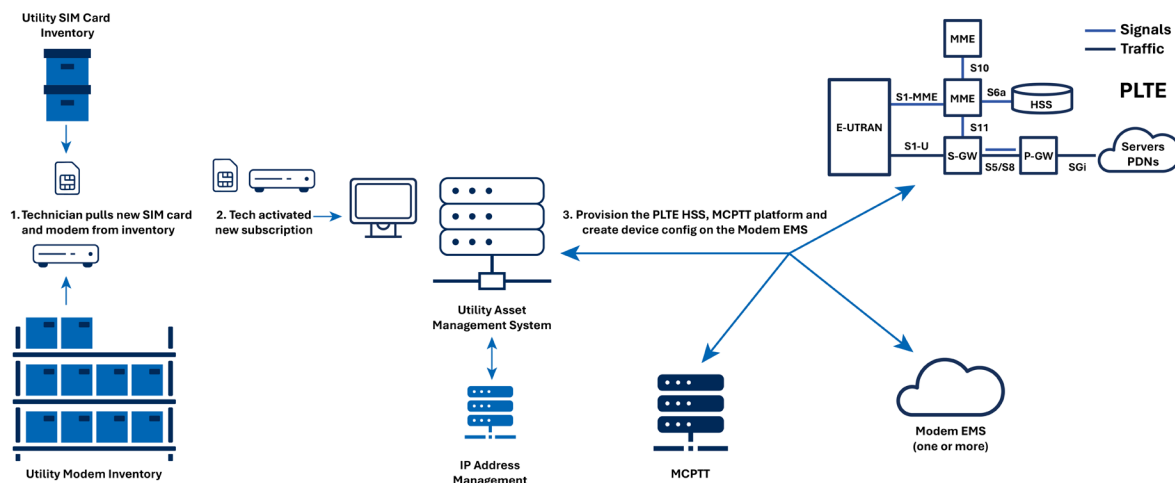 Utility SIM Card
Inventory
1. Technician pulls new SIM card
and modem from inventory
Utility Modem Inventory
2. Tech activated
new subscription
Utility Asset
Management System
IP Address
Management
3. Provision the PLTE HSS, MCPTT platform and
create device config on the Modem EMS
MCPTT
Modem EMS
(one or more)
MME
S10
Signals
Traffic
PLTE
E-UTRAN
S1-MME
MME
S6a
HSS
S11
S1-U
S-GW
S5/S8
P-GW
SGi
Servers
PDNs